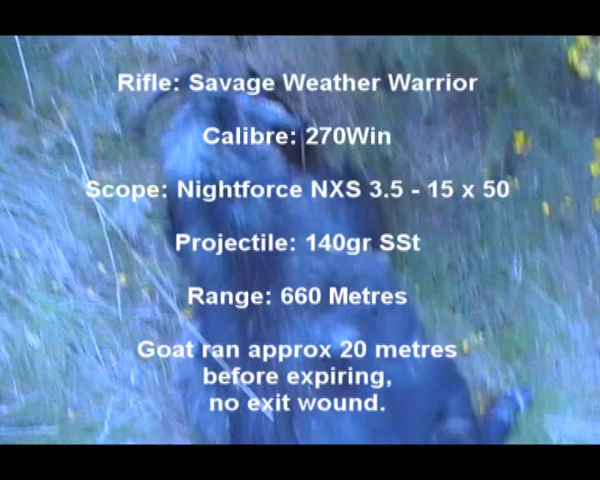 Rifle: Savage Weather Warrior
Calibre: 270Win
Scope: Nightforce NXS 3.5 - 15 x 50
Projectile: 140gr SSt
Range: 660 Metres
Goat ran approx 20 metres
before expiring,
no exit wound.